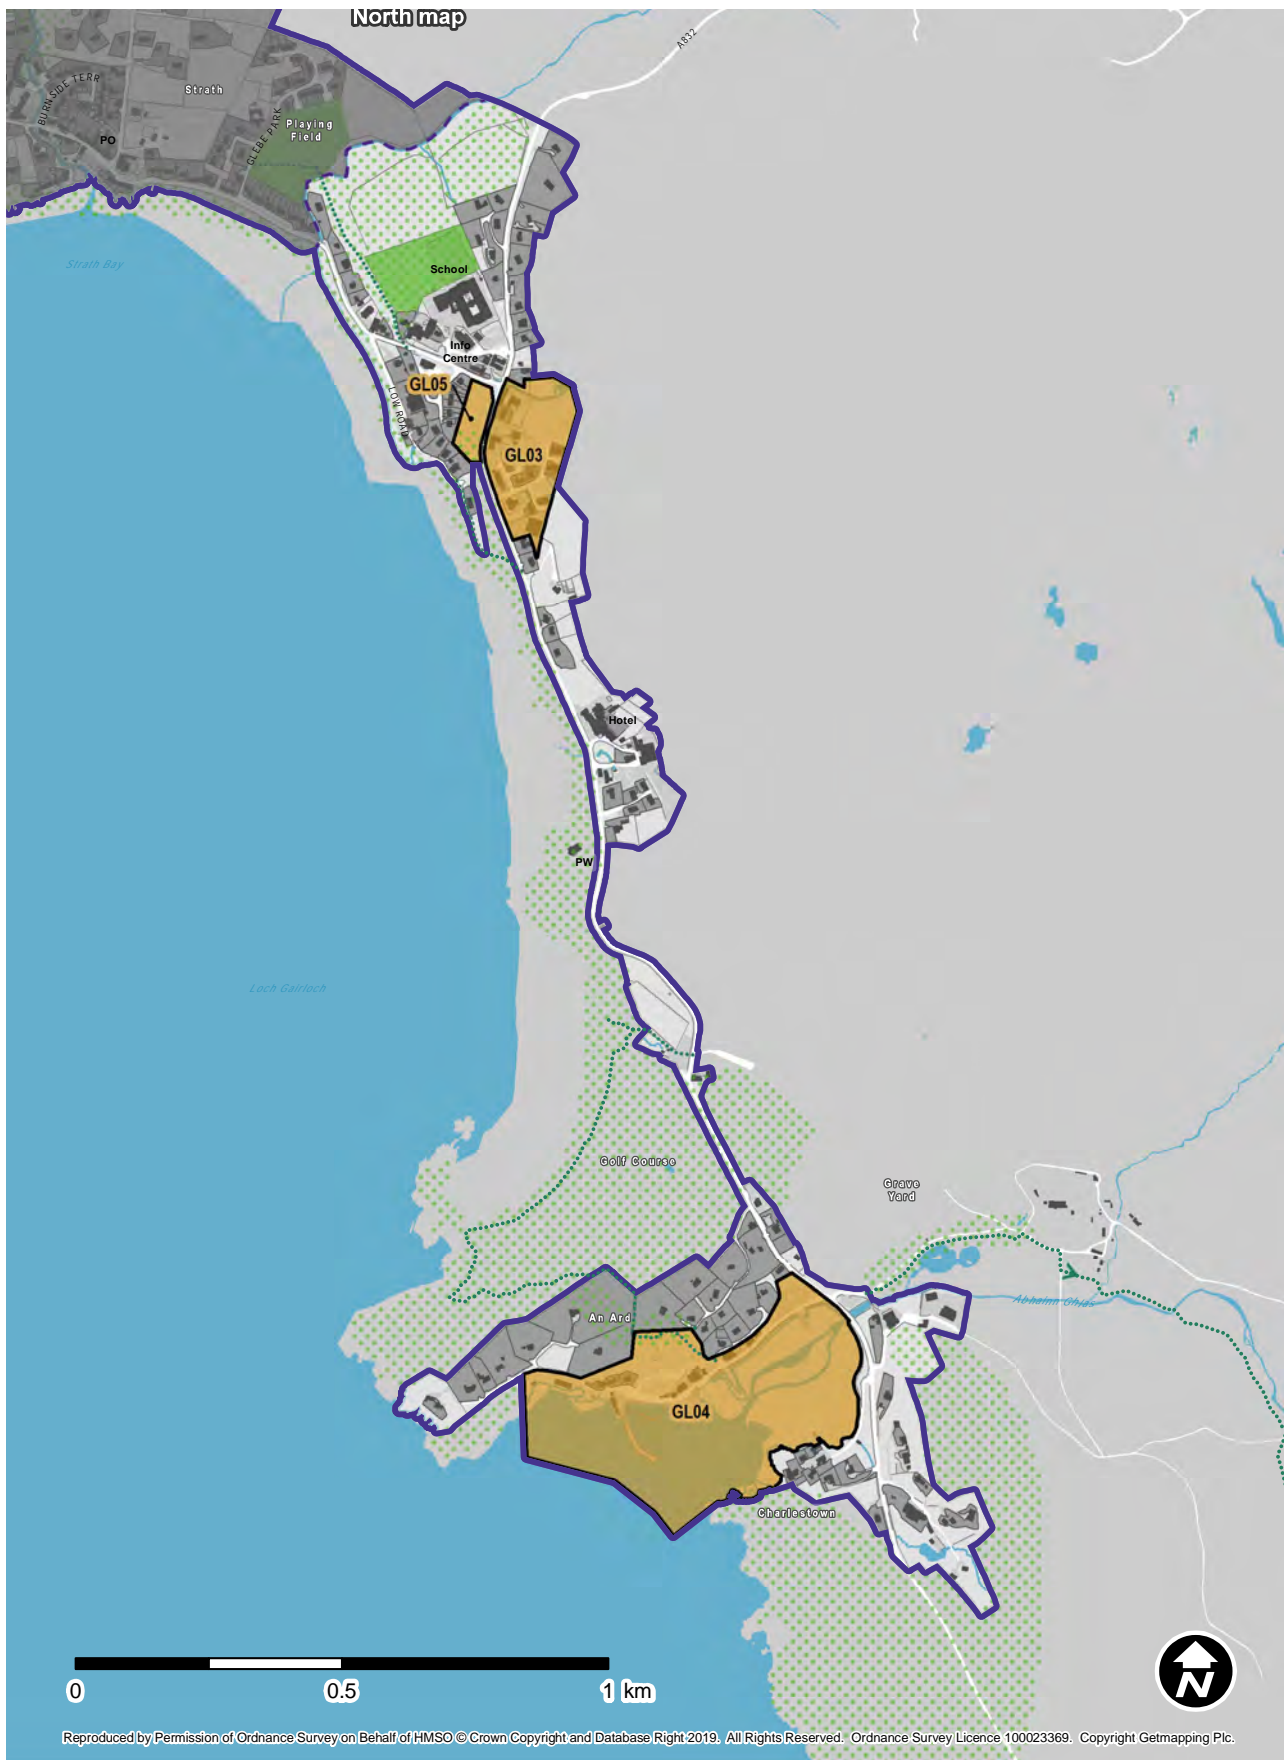 North map
A832
BURNSIDE TERR
Strath
PO
GLEBE PARK
Playing
Field
Strath Bay
School
Info
Centre
GL05
LOW ROAD
GL03
Hotel
PW
Loch Gairloch
Golf Course
Grave
Yard
Abhainn Ghlas
An Ard
GL04
Charlestown
0 0.5 1 km
N
Reproduced by Permission of Ordnance Survey on Behalf of HMSO © Crown Copyright and Database Right 2019. All Rights Reserved. Ordnance Survey Licence 100023369. Copyright Getmapping Plc.